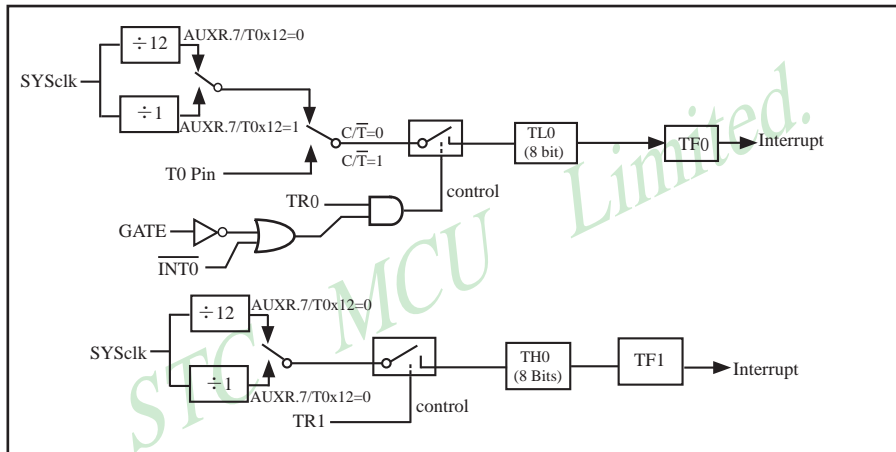 ÷12
AUXR.7/T0x12=0
SYSclk
÷1
AUXR.7/T0x12=1
C/T̅=0
C/T̅=1
T0 Pin
TL0
(8 bit)
TF0
Interrupt
control
TR0
GATE
I̅N̅T̅0̅
÷12
AUXR.7/T0x12=0
SYSclk
÷1
AUXR.7/T0x12=0
TR1
control
TH0
(8 Bits)
TF1
Interrupt
STC MCU Limited.